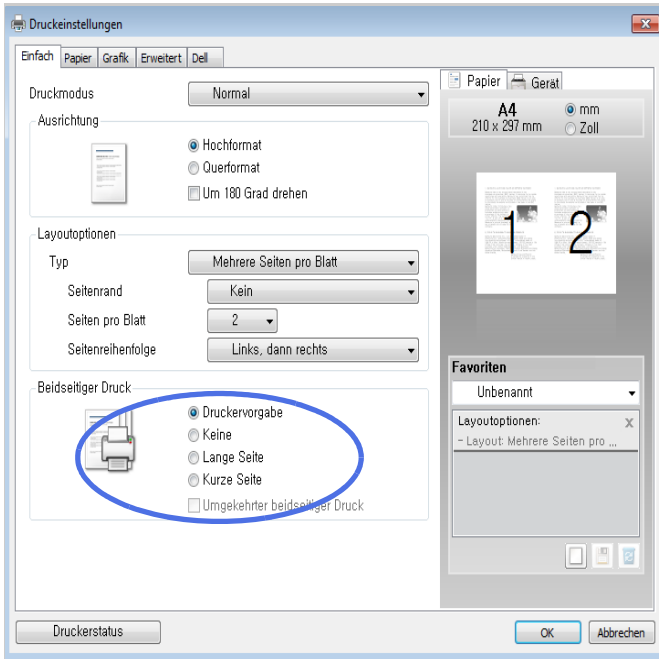 Druckeinstellungen
Einfach Papier Grafik Erweitert Dell
Druckmodus Normal
Ausrichtung
Hochformat
Querformat
Um 180 Grad drehen
Layoutoptionen
Typ Mehrere Seiten pro Blatt
Seitenrand Kein
Seiten pro Blatt 2
Seitenreihenfolge Links, dann rechts
Beidseitiger Druck
Druckervorgabe
Keine
Lange Seite
Kurze Seite
Umgekehrter beidseitiger Druck
Papier Gerät
A4 mm
210 x 297 mm Zoll
1 2
Favoriten
Unbenannt
Layoutoptionen: X
- Layout: Mehrere Seiten pro ...
Druckerstatus OK Abbrechen